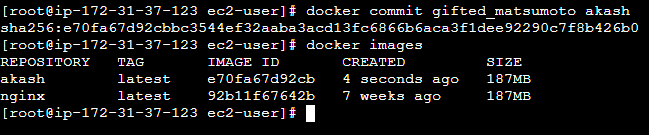 [root@ip-172-31-37-123 ec2-user]# docker commit gifted_matsumoto akash
sha256:e70fa67d92cbbc3544ef32aaba3acd13fc6866b6aca3f1dee92290c7f8b426b0
[root@ip-172-31-37-123 ec2-user]# docker images
REPOSITORY   TAG       IMAGE ID       CREATED         SIZE
akash        latest    e70fa67d92cb   4 seconds ago   187MB
nginx        latest    92b11f67642b   7 weeks ago     187MB
[root@ip-172-31-37-123 ec2-user]#